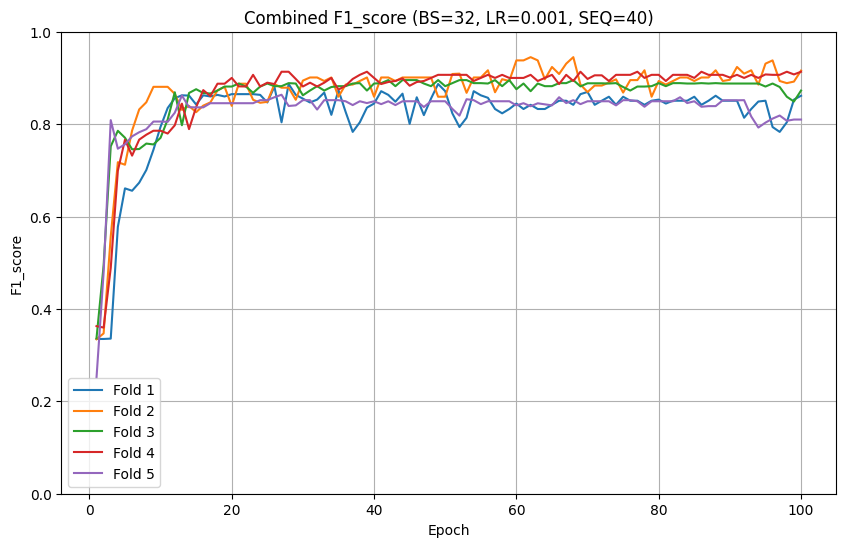 Combined F1_score (BS=32, LR=0.001, SEQ=40)
F1_score
1.0
0.8
0.6
0.4
0.2
0.0
Fold 1
Fold 2
Fold 3
Fold 4
Fold 5
0
20
40
60
80
100
Epoch